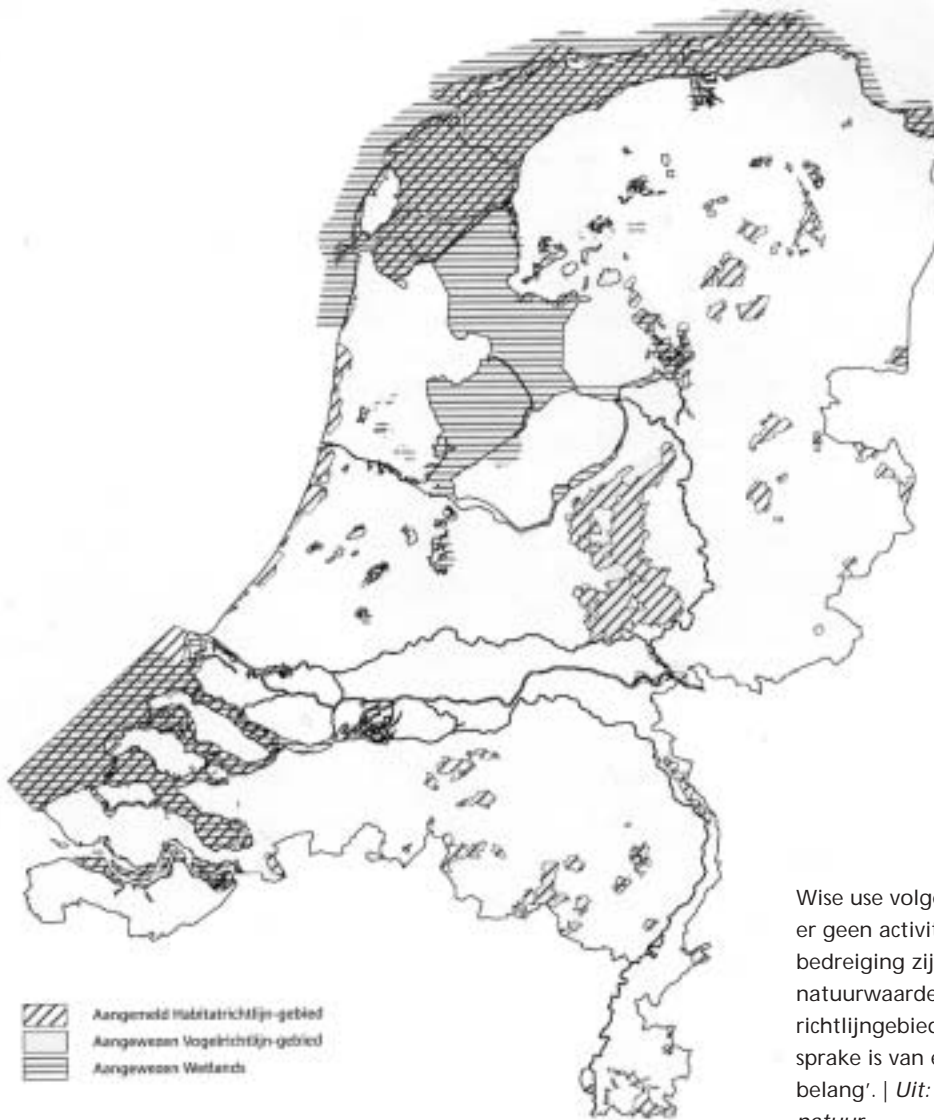 Aangemeld Habitatrichtlijn-gebied
Aangewezen Vogelrichtlijn-gebied
Aangewezen Wetlands
Wise use volge
er geen activit
bedreiging zij
natuurwaarde
richtlijngebied
sprake is van e
belang’. | Uit:
natuur